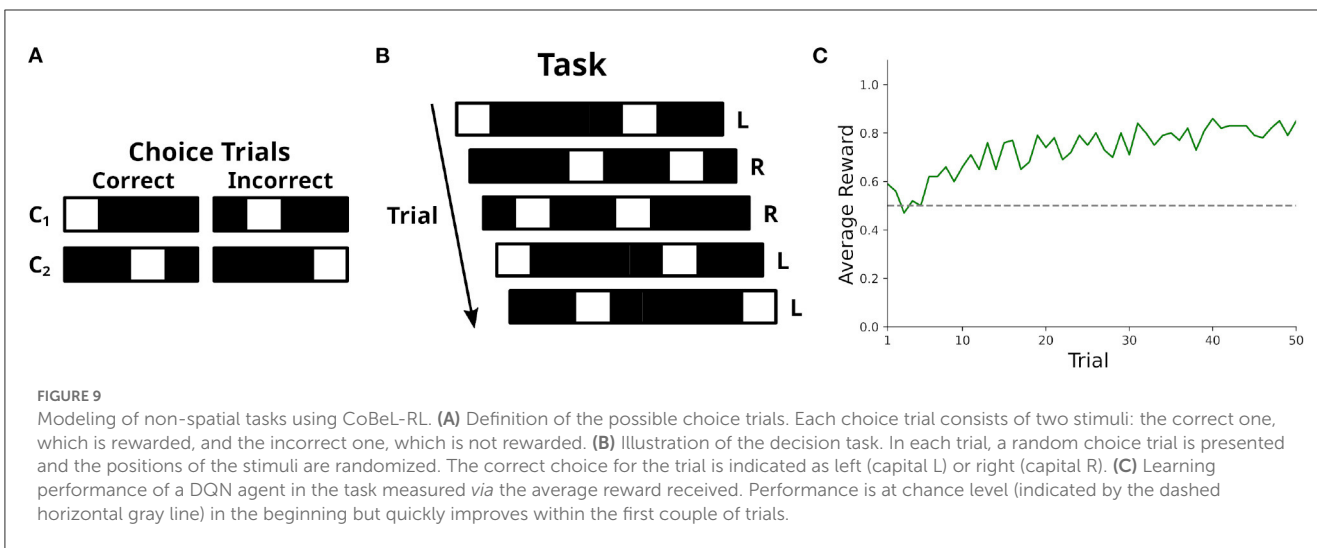 A
Choice Trials
Correct
Incorrect
C₁
C₂
B
Task
Trial
L
R
R
L
L
C
Average Reward
1.0
0.8
0.6
0.4
0.2
0.0
1
10
20
30
40
50
Trial
FIGURE 9
Modeling of non-spatial tasks using CoBeL-RL. (A) Definition of the possible choice trials. Each choice trial consists of two stimuli: the correct one,
which is rewarded, and the incorrect one, which is not rewarded. (B) Illustration of the decision task. In each trial, a random choice trial is presented
and the positions of the stimuli are randomized. The correct choice for the trial is indicated as left (capital L) or right (capital R). (C) Learning
performance of a DQN agent in the task measured via the average reward received. Performance is at chance level (indicated by the dashed
horizontal gray line) in the beginning but quickly improves within the first couple of trials.